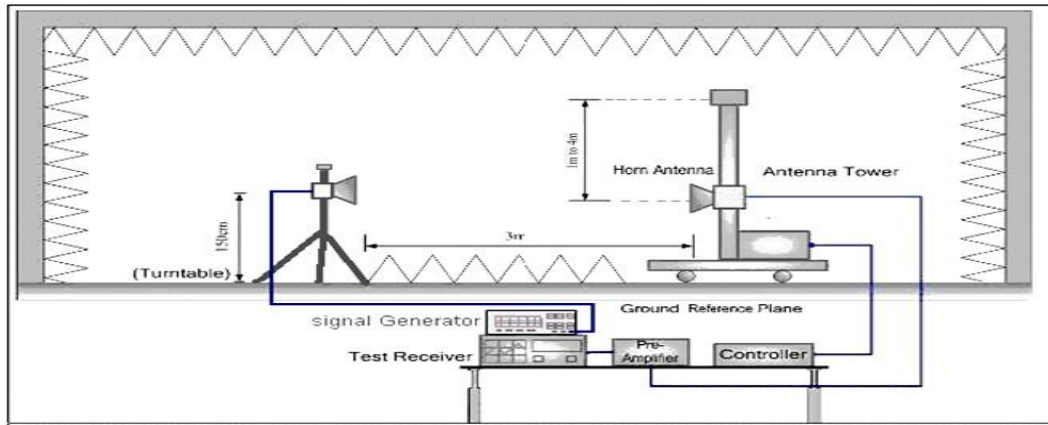 1m to 4m
Horn Antenna
Antenna Tower
150cm
3m
(Turntable)
Ground Reference Plane
signal Generator
Test Receiver
Pre-
Amplifier
Controller